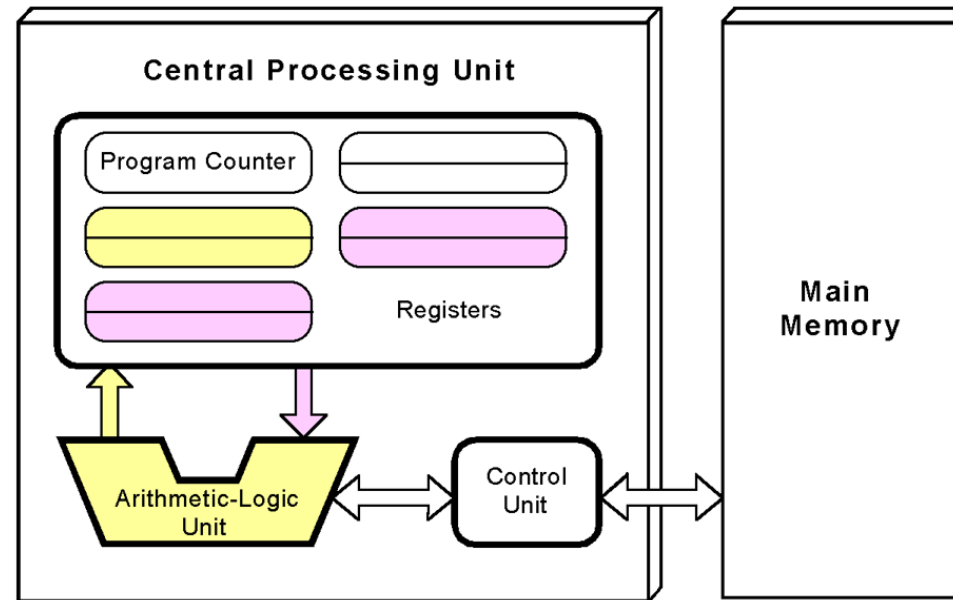 Central Processing Unit
Program Counter
Registers
Main
Memory
Arithmetic-Logic
Unit
Control
Unit